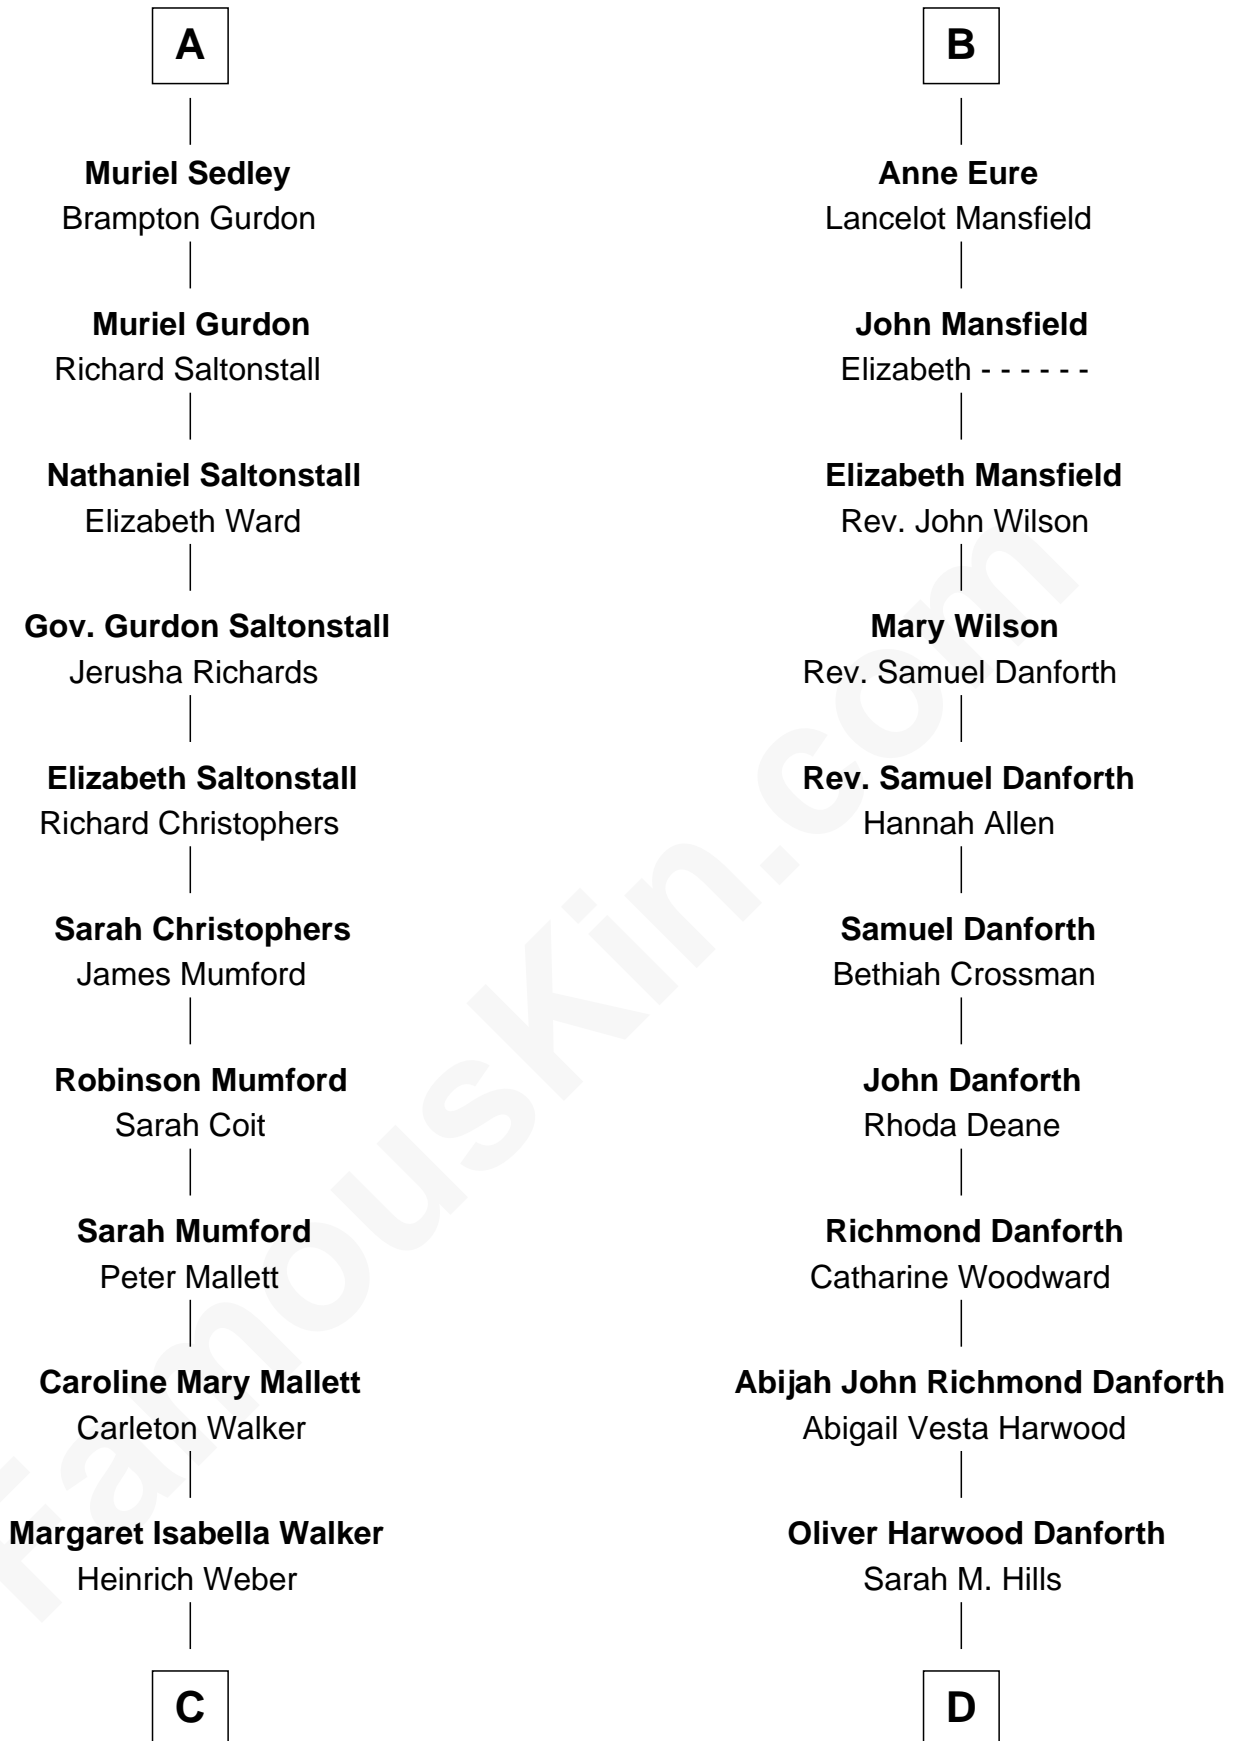 A
Muriel Sedley
Brampton Gurdon
Muriel Gurdon
Richard Saltonstall
Nathaniel Saltonstall
Elizabeth Ward
Gov. Gurdon Saltonstall
Jerusha Richards
Elizabeth Saltonstall
Richard Christophers
Sarah Christophers
James Mumford
Robinson Mumford
Sarah Coit
Sarah Mumford
Peter Mallett
Caroline Mary Mallett
Carleton Walker
Margaret Isabella Walker
Heinrich Weber
C
B
Anne Eure
Lancelot Mansfield
John Mansfield
Elizabeth - - - - - -
Elizabeth Mansfield
Rev. John Wilson
Mary Wilson
Rev. Samuel Danforth
Rev. Samuel Danforth
Hannah Allen
Samuel Danforth
Bethiah Crossman
John Danforth
Rhoda Deane
Richmond Danforth
Catharine Woodward
Abijah John Richmond Danforth
Abigail Vesta Harwood
Oliver Harwood Danforth
Sarah M. Hills
D
FamousKin.com